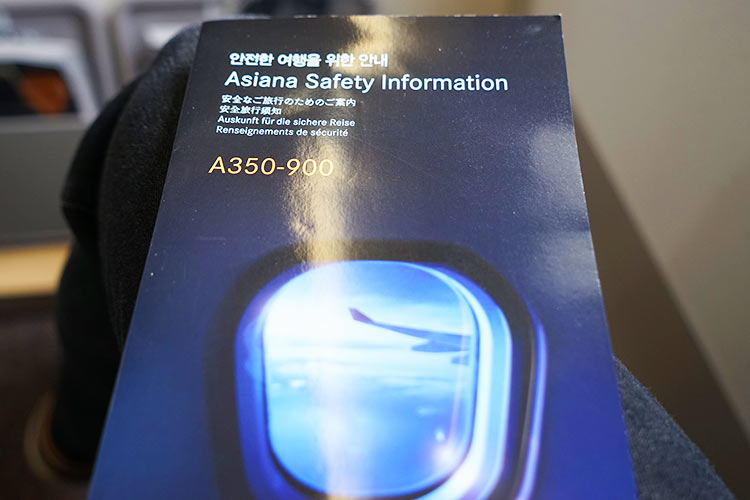 안전한 여행을 위한 안내
Asiana Safety Information
安全なご旅行のためのご案内
安全旅行須知
Auskunft für die sichere Reise
Renseignements de sécurité
A350-900